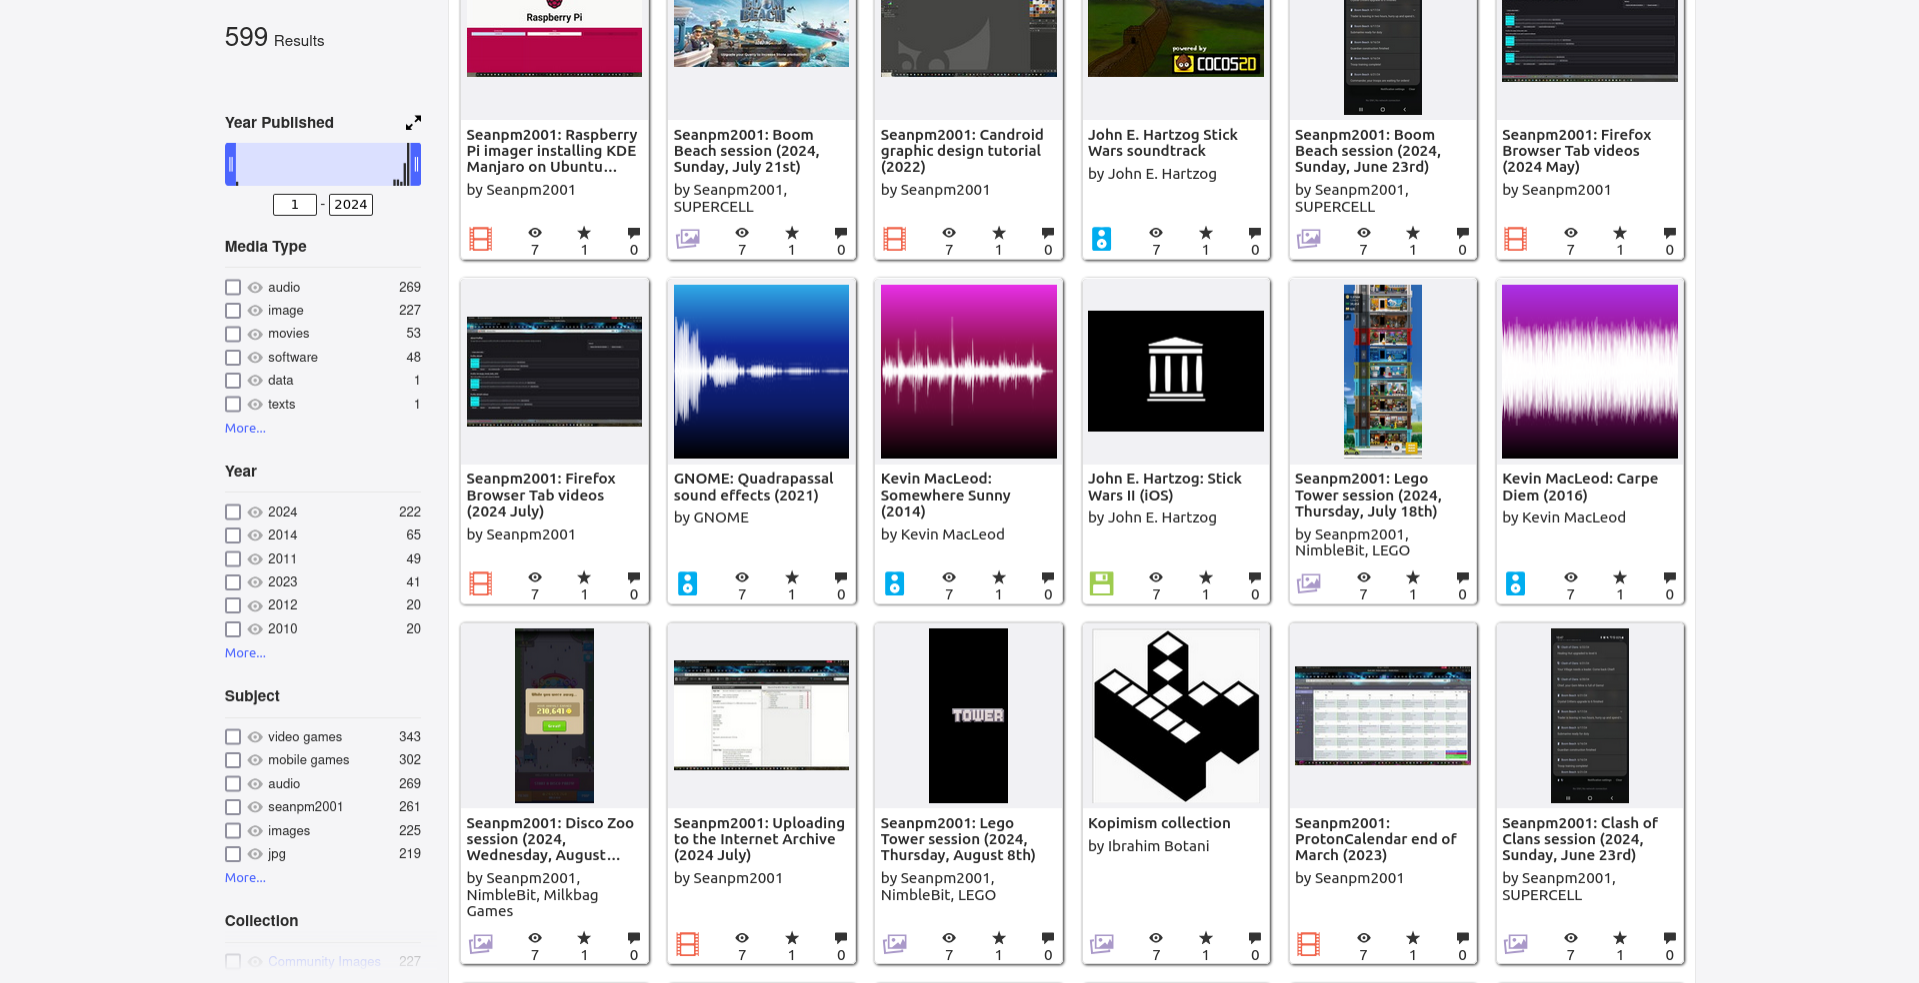 599 Results
Year Published
1 - 2024
Media Type
audio 269
image 227
movies 53
software 48
data 1
texts 1
More...
Year
2024 222
2014 65
2011 49
2023 41
2012 20
2010 20
More...
Subject
video games 343
mobile games 302
audio 269
seanpm2001 261
images 225
jpg 219
More...
Collection
Community Images 227
Raspberry Pi
Seanpm2001: Raspberry
Pi imager installing KDE
Manjaro on Ubuntu...
by Seanpm2001
7 1 0
BOOM
BEACH
Seanpm2001: Boom
Beach session (2024,
Sunday, July 21st)
by Seanpm2001,
SUPERCELL
7 1 0
Seanpm2001: Candroid
graphic design tutorial
(2022)
by Seanpm2001
7 1 0
powered by
COCOS2D
John E. Hartzog Stick
Wars soundtrack
by John E. Hartzog
7 1 0
Seanpm2001: Boom
Beach session (2024,
Sunday, June 23rd)
by Seanpm2001,
SUPERCELL
7 1 0
Seanpm2001: Firefox
Browser Tab videos
(2024 May)
by Seanpm2001
7 1 0
Seanpm2001: Firefox
Browser Tab videos
(2024 July)
by Seanpm2001
7 1 0
GNOME: Quadrapassal
sound effects (2021)
by GNOME
7 1 0
Kevin MacLeod:
Somewhere Sunny
(2014)
by Kevin MacLeod
7 1 0
John E. Hartzog: Stick
Wars II (iOS)
by John E. Hartzog
7 1 0
Seanpm2001: Lego
Tower session (2024,
Thursday, July 18th)
by Seanpm2001,
NimbleBit, LEGO
7 1 0
Kevin MacLeod: Carpe
Diem (2016)
by Kevin MacLeod
7 1 0
While you were away...
210,641
Seanpm2001: Disco Zoo
session (2024,
Wednesday, August...
by Seanpm2001,
NimbleBit, Milkbag
Games
7 1 0
Seanpm2001: Uploading
to the Internet Archive
(2024 July)
by Seanpm2001
7 1 0
TOWER
Seanpm2001: Lego
Tower session (2024,
Thursday, August 8th)
by Seanpm2001,
NimbleBit, LEGO
7 1 0
Kopimism collection
by Ibrahim Botani
7 1 0
Seanpm2001:
ProtonCalendar end of
March (2023)
by Seanpm2001
7 1 0
Seanpm2001: Clash of
Clans session (2024,
Sunday, June 23rd)
by Seanpm2001,
SUPERCELL
7 1 0